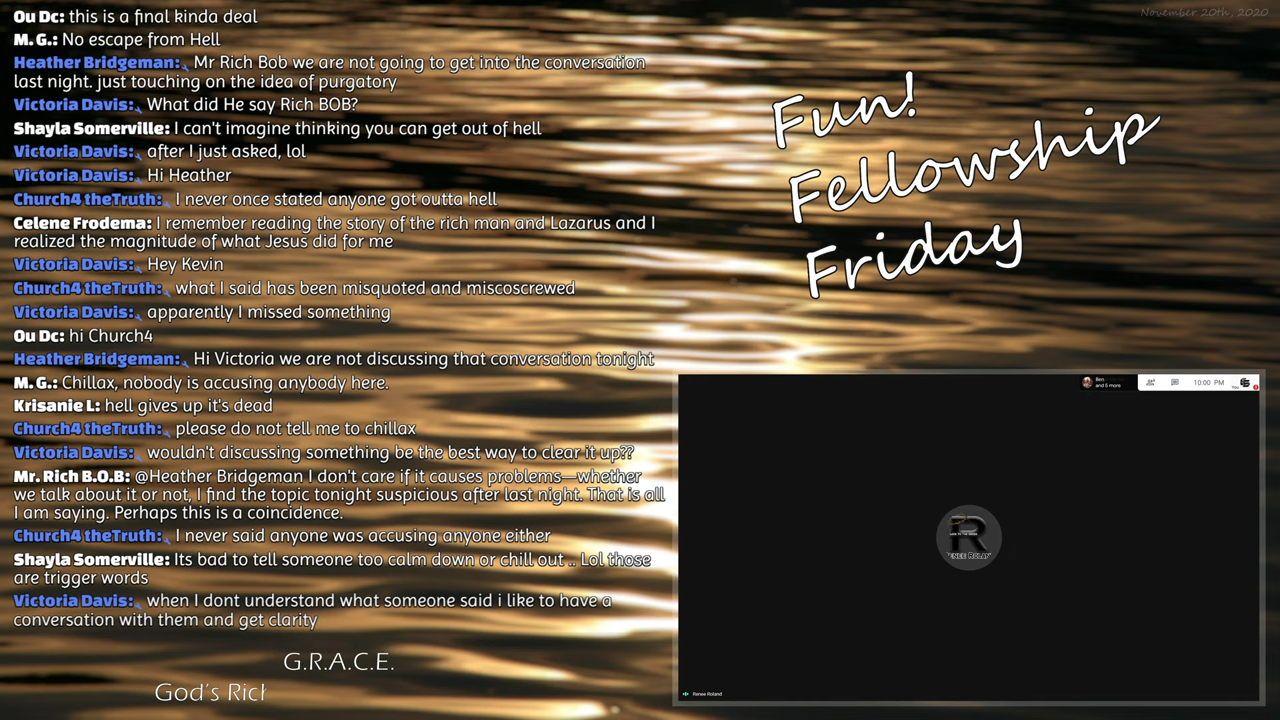 Ou Dc: this is a final kinda deal
M. G.: No escape from Hell
Heather Bridgeman: Mr Rich Bob we are not going to get into the conversation
last night. just touching on the idea of purgatory
Victoria Davis: What did He say Rich BOB?
Shayla Somerville: I can't imagine thinking you can get out of hell
Victoria Davis: after I just asked, lol
Victoria Davis: Hi Heather
Church4 theTruth: I never once stated anyone got outta hell
Celene Frodema: I remember reading the story of the rich man and Lazarus and I
realized the magnitude of what Jesus did for me
Victoria Davis: Hey Kevin
Church4 theTruth: what I said has been misquoted and miscoscrewed
Victoria Davis: apparently I missed something
Ou Dc: hi Church4
Heather Bridgeman: Hi Victoria we are not discussing that conversation tonight
M. G.: Chillax, nobody is accusing anybody here.
Krisanie L: hell gives up it's dead
Church4 theTruth: please do not tell me to chillax
Victoria Davis: wouldn't discussing something be the best way to clear it up??
Mr. Rich B.O.B: @Heather Bridgeman I don't care if it causes problems—whether
we talk about it or not, I find the topic tonight suspicious after last night. That is all
I am saying. Perhaps this is a coincidence.
Church4 theTruth: I never said anyone was accusing anyone either
Shayla Somerville: Its bad to tell someone too calm down or chill out .. Lol those
are trigger words
Victoria Davis: when I dont understand what someone said i like to have a
conversation with them and get clarity
G.R.A.C.E.
God's Rich
November 20th, 2020
Fun!
Fellowship
Friday
Ben
and 5 more
10:00 PM
You
R
Renee Roland